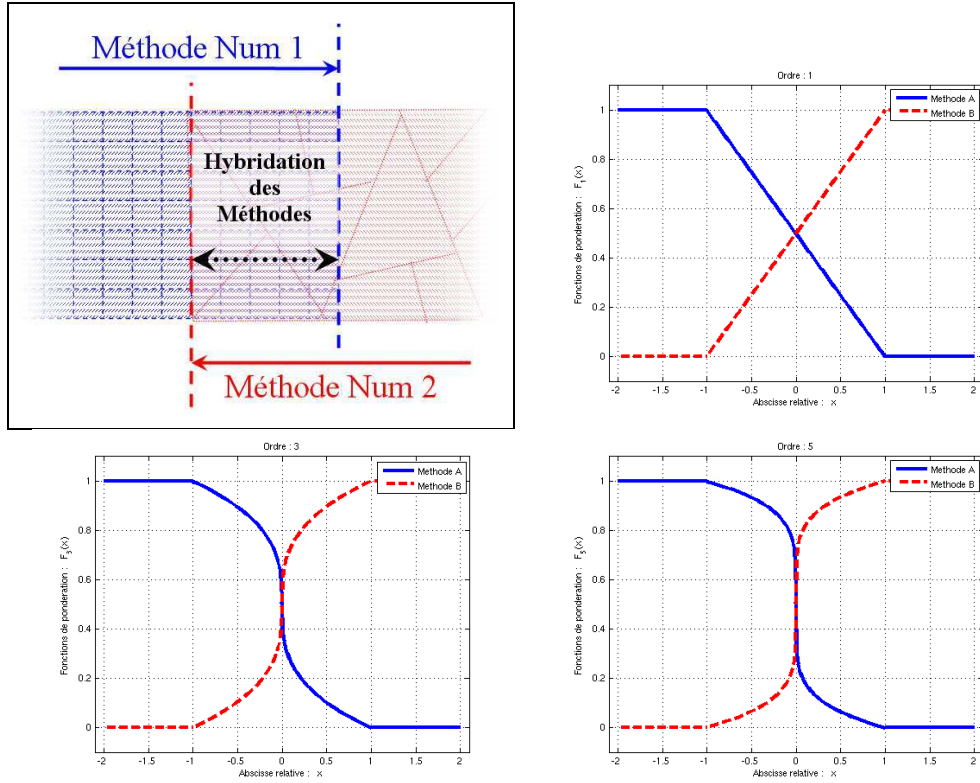 Méthode Num 1
Hybridation
des
Méthodes
Méthode Num 2
Ordre : 1
Methode A
Methode B
Fonctions de ponderation : F1(x)
1
0.8
0.6
0.4
0.2
0
-2 -1.5 -1 -0.5 0 0.5 1 1.5 2
Abscisse relative : x
Ordre : 3
Methode A
Methode B
Fonctions de ponderation : F3(x)
1
0.8
0.6
0.4
0.2
0
-2 -1.5 -1 -0.5 0 0.5 1 1.5 2
Abscisse relative : x
Ordre : 5
Methode A
Methode B
Fonctions de ponderation : F5(x)
1
0.8
0.6
0.4
0.2
0
-2 -1.5 -1 -0.5 0 0.5 1 1.5 2
Abscisse relative : x